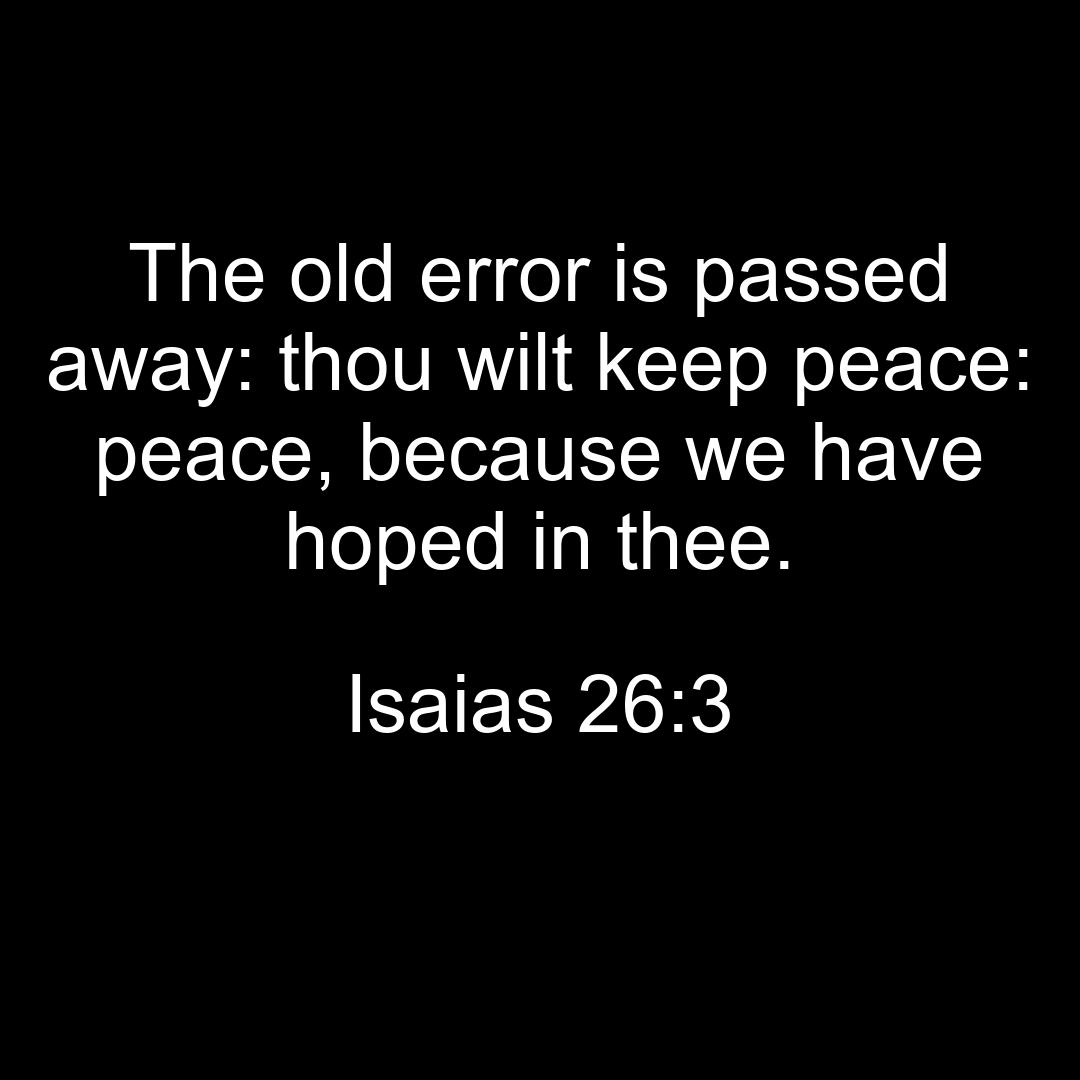 The old error is passed
away: thou wilt keep peace:
peace, because we have
hoped in thee.
Isaias 26:3